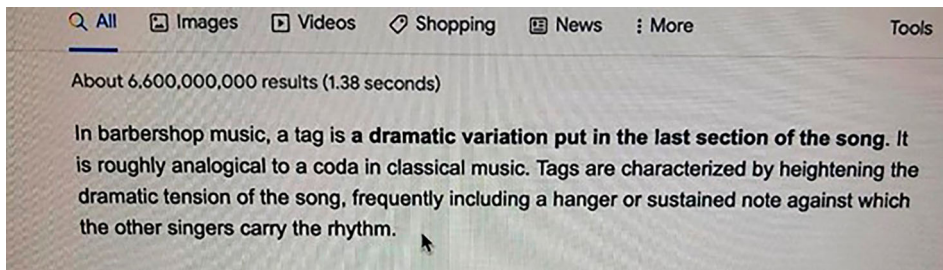 All Images Videos Shopping News More Tools
About 6,600,000,000 results (1.38 seconds)
In barbershop music, a tag is a dramatic variation put in the last section of the song. It
is roughly analogical to a coda in classical music. Tags are characterized by heightening the
dramatic tension of the song, frequently including a hanger or sustained note against which
the other singers carry the rhythm.